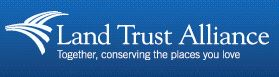 Land Trust Alliance
Together, conserving the places you love